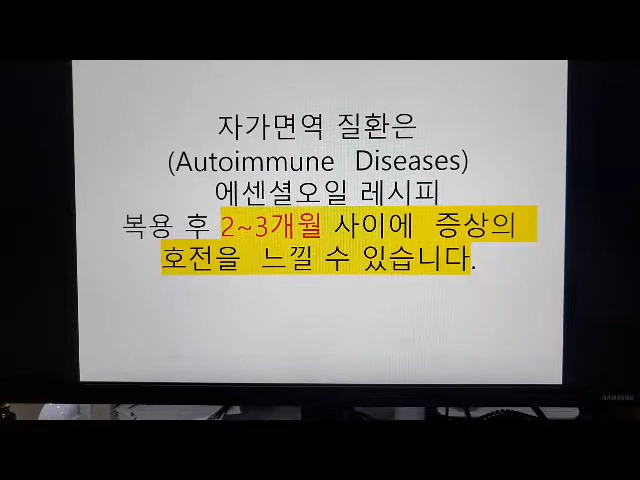 자가면역 질환은
(Autoimmune Diseases)
에센셜오일 레시피
복용 후 2~3개월 사이에 증상의
호전을 느낄 수 있습니다.
SAMSUNG